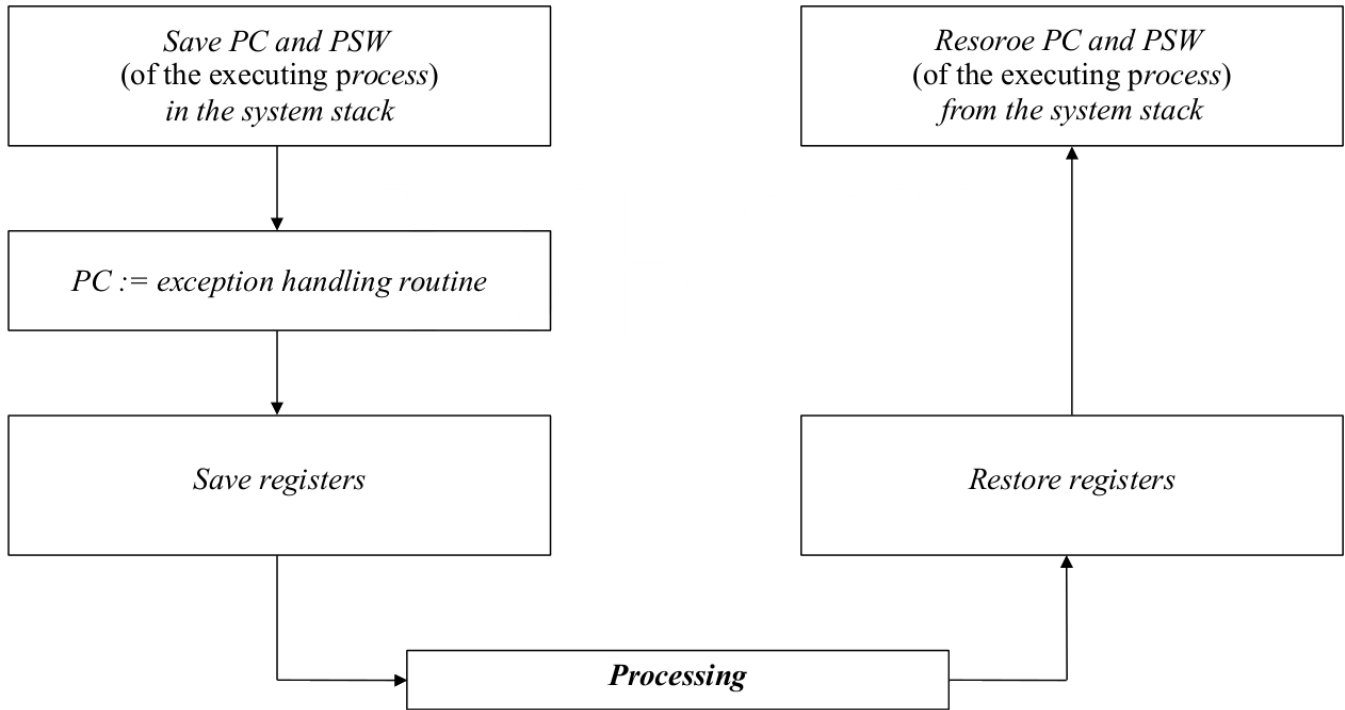 Save PC and PSW
(of the executing process)
in the system stack
PC := exception handling routine
Save registers
Processing
Restore registers
Resoroe PC and PSW
(of the executing process)
from the system stack